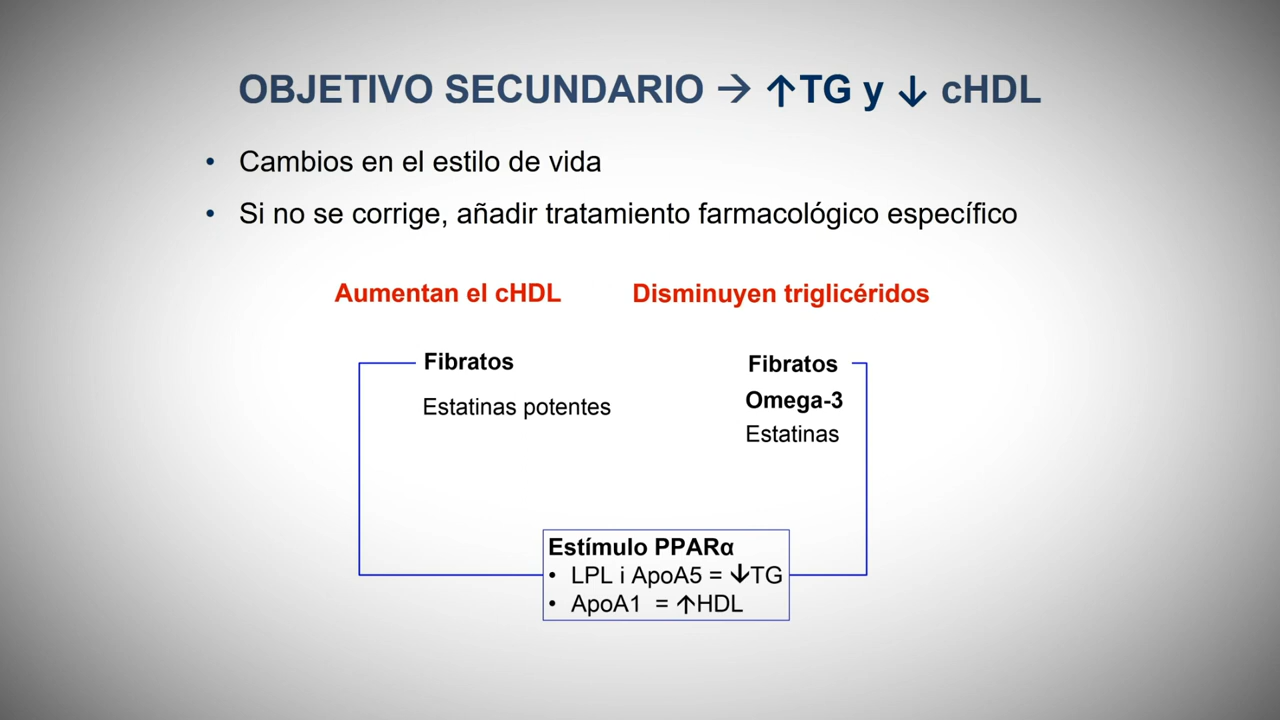 OBJETIVO SECUNDARIO → ↑TG y ↓ cHDL
• Cambios en el estilo de vida
• Si no se corrige, añadir tratamiento farmacológico específico
Aumentan el cHDL
Disminuyen triglicéridos
Fibratos
Estatinas potentes
Fibratos
Omega-3
Estatinas
Estímulo PPARα
• LPL i ApoA5 = ↓TG
• ApoA1 = ↑HDL